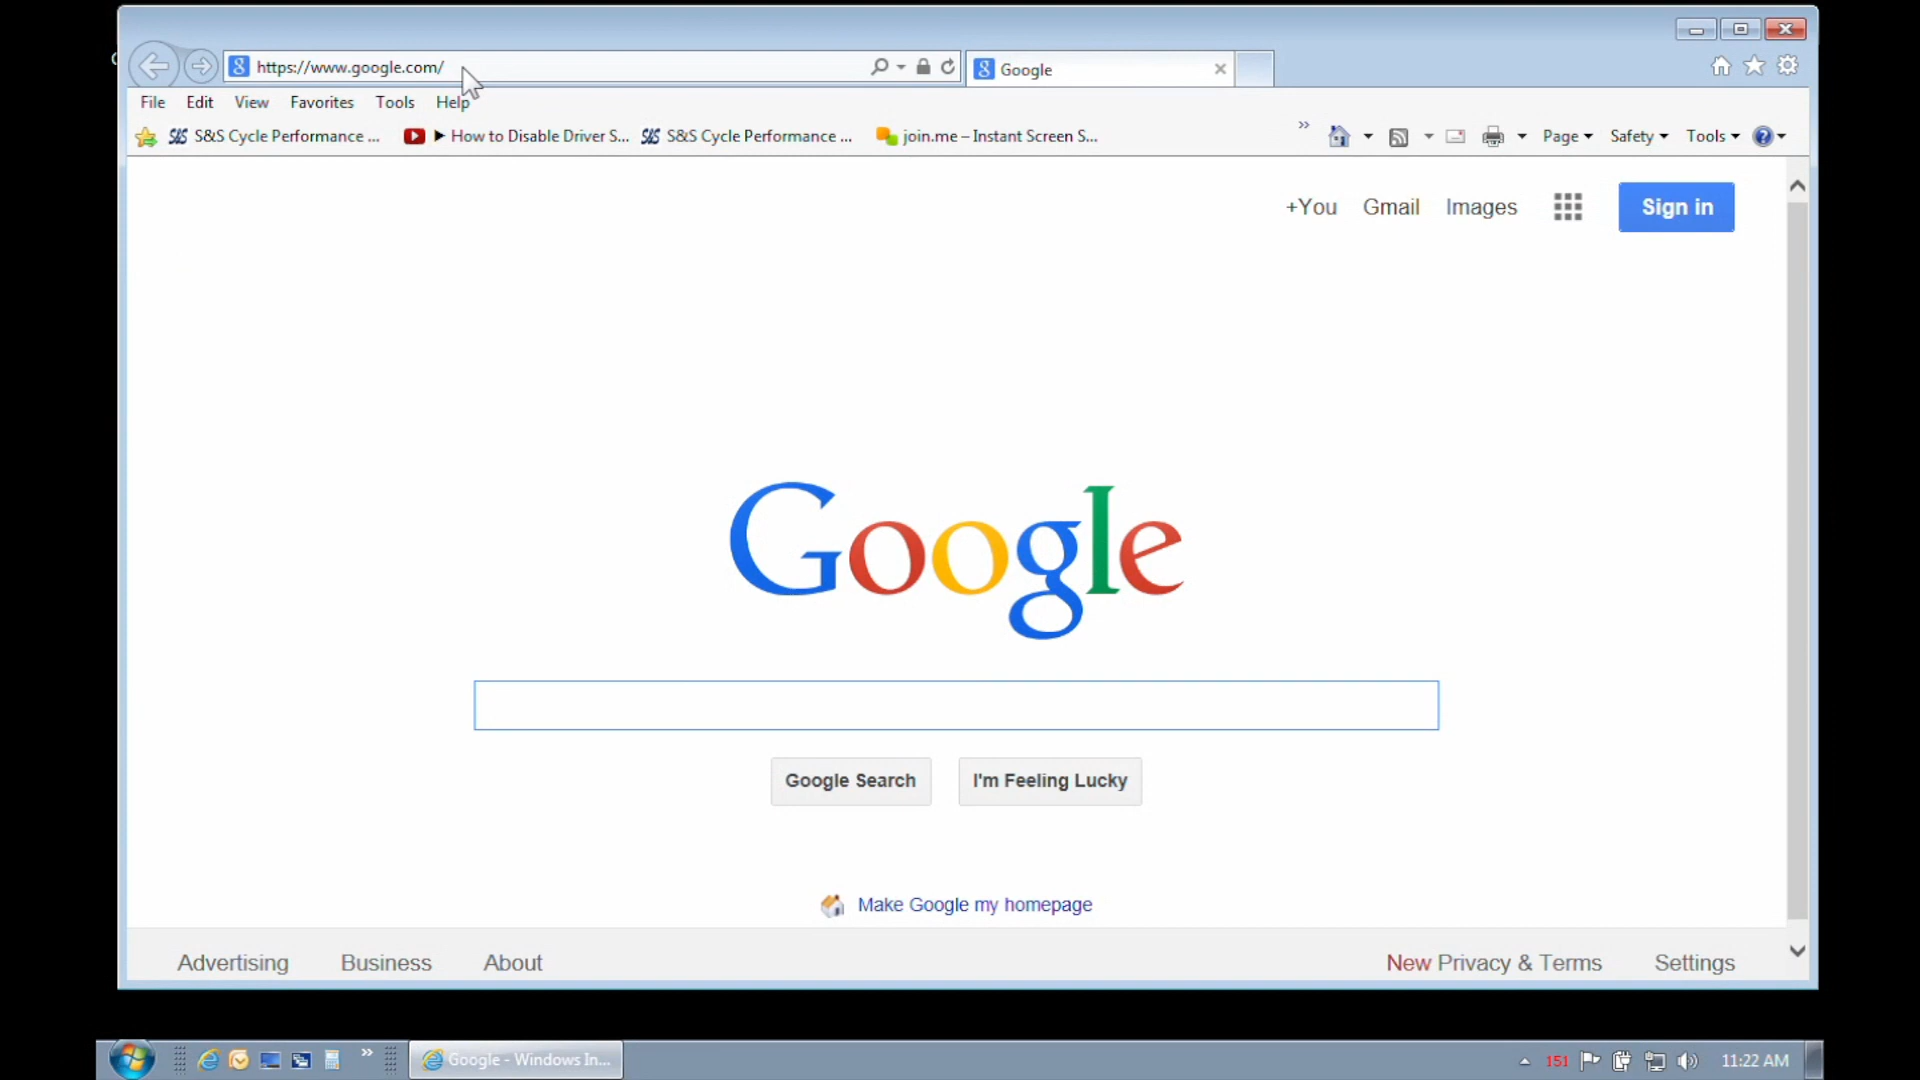 https://www.google.com/
Google
File Edit View Favorites Tools Help
S&S Cycle Performance ... How to Disable Driver S... S&S Cycle Performance ... join.me – Instant Screen S... Page Safety Tools
+You Gmail Images Sign in
Google
Google Search I'm Feeling Lucky
Make Google my homepage
Advertising Business About New Privacy & Terms Settings
Google - Windows In... 151 11:22 AM